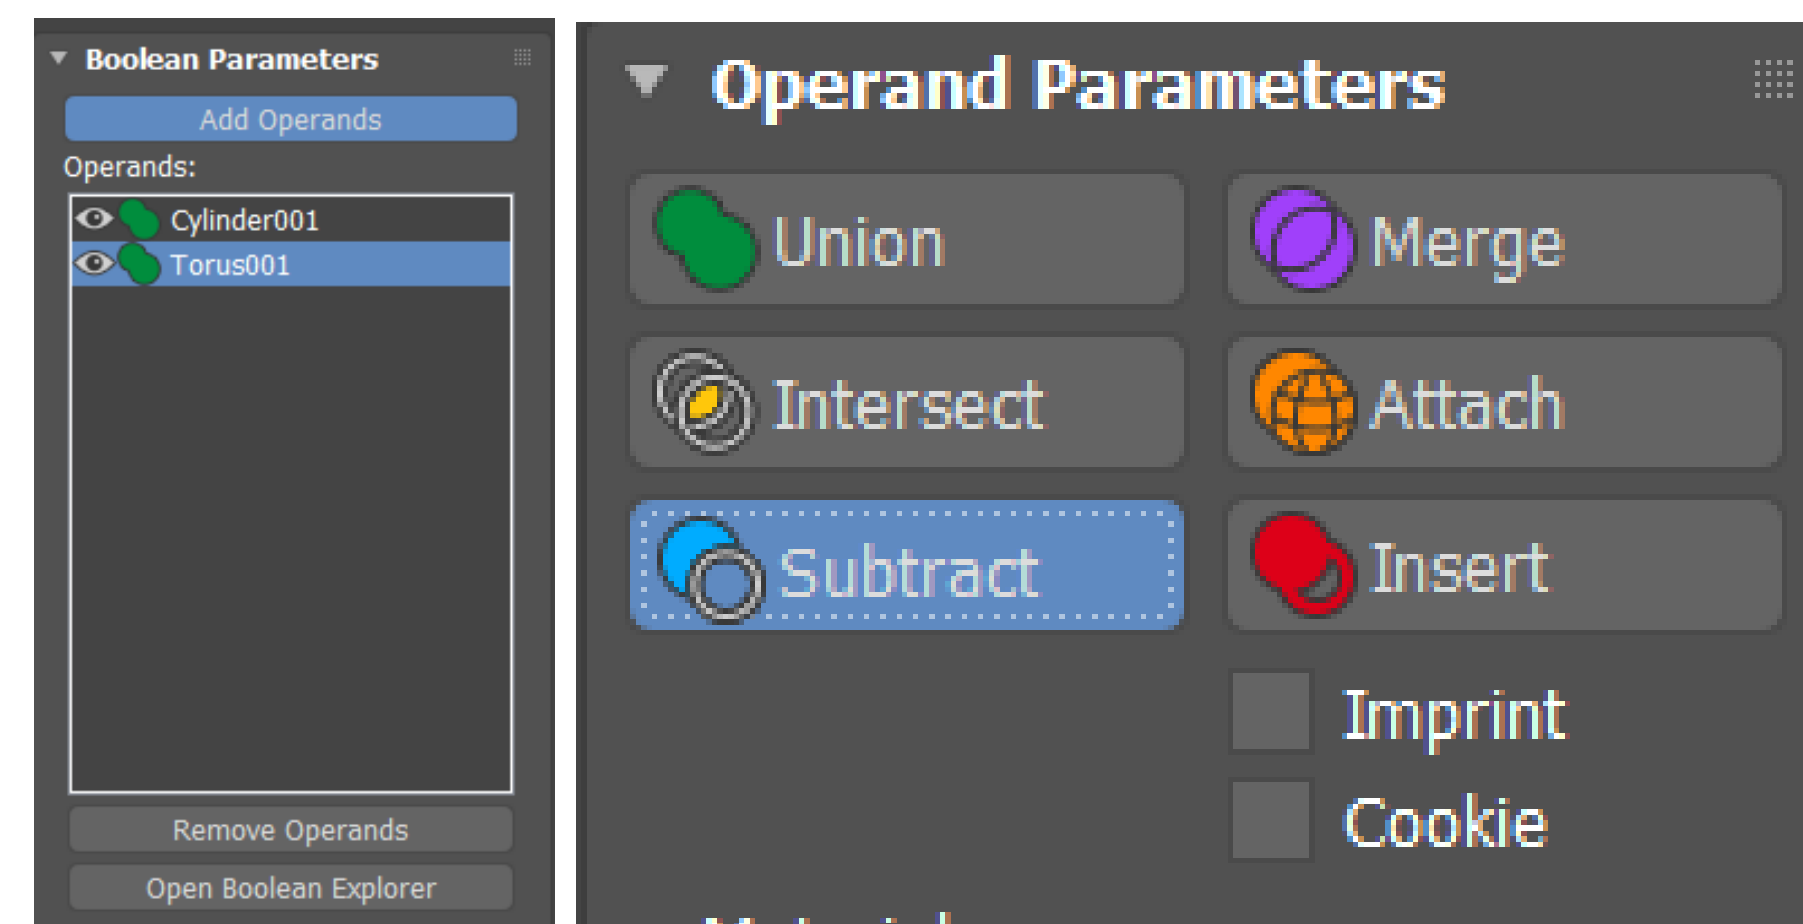 Boolean Parameters
Add Operands
Operands:
Cylinder001
Torus001
Remove Operands
Open Boolean Explorer
Operand Parameters
Union
Merge
Intersect
Attach
Subtract
Insert
Imprint
Cookie